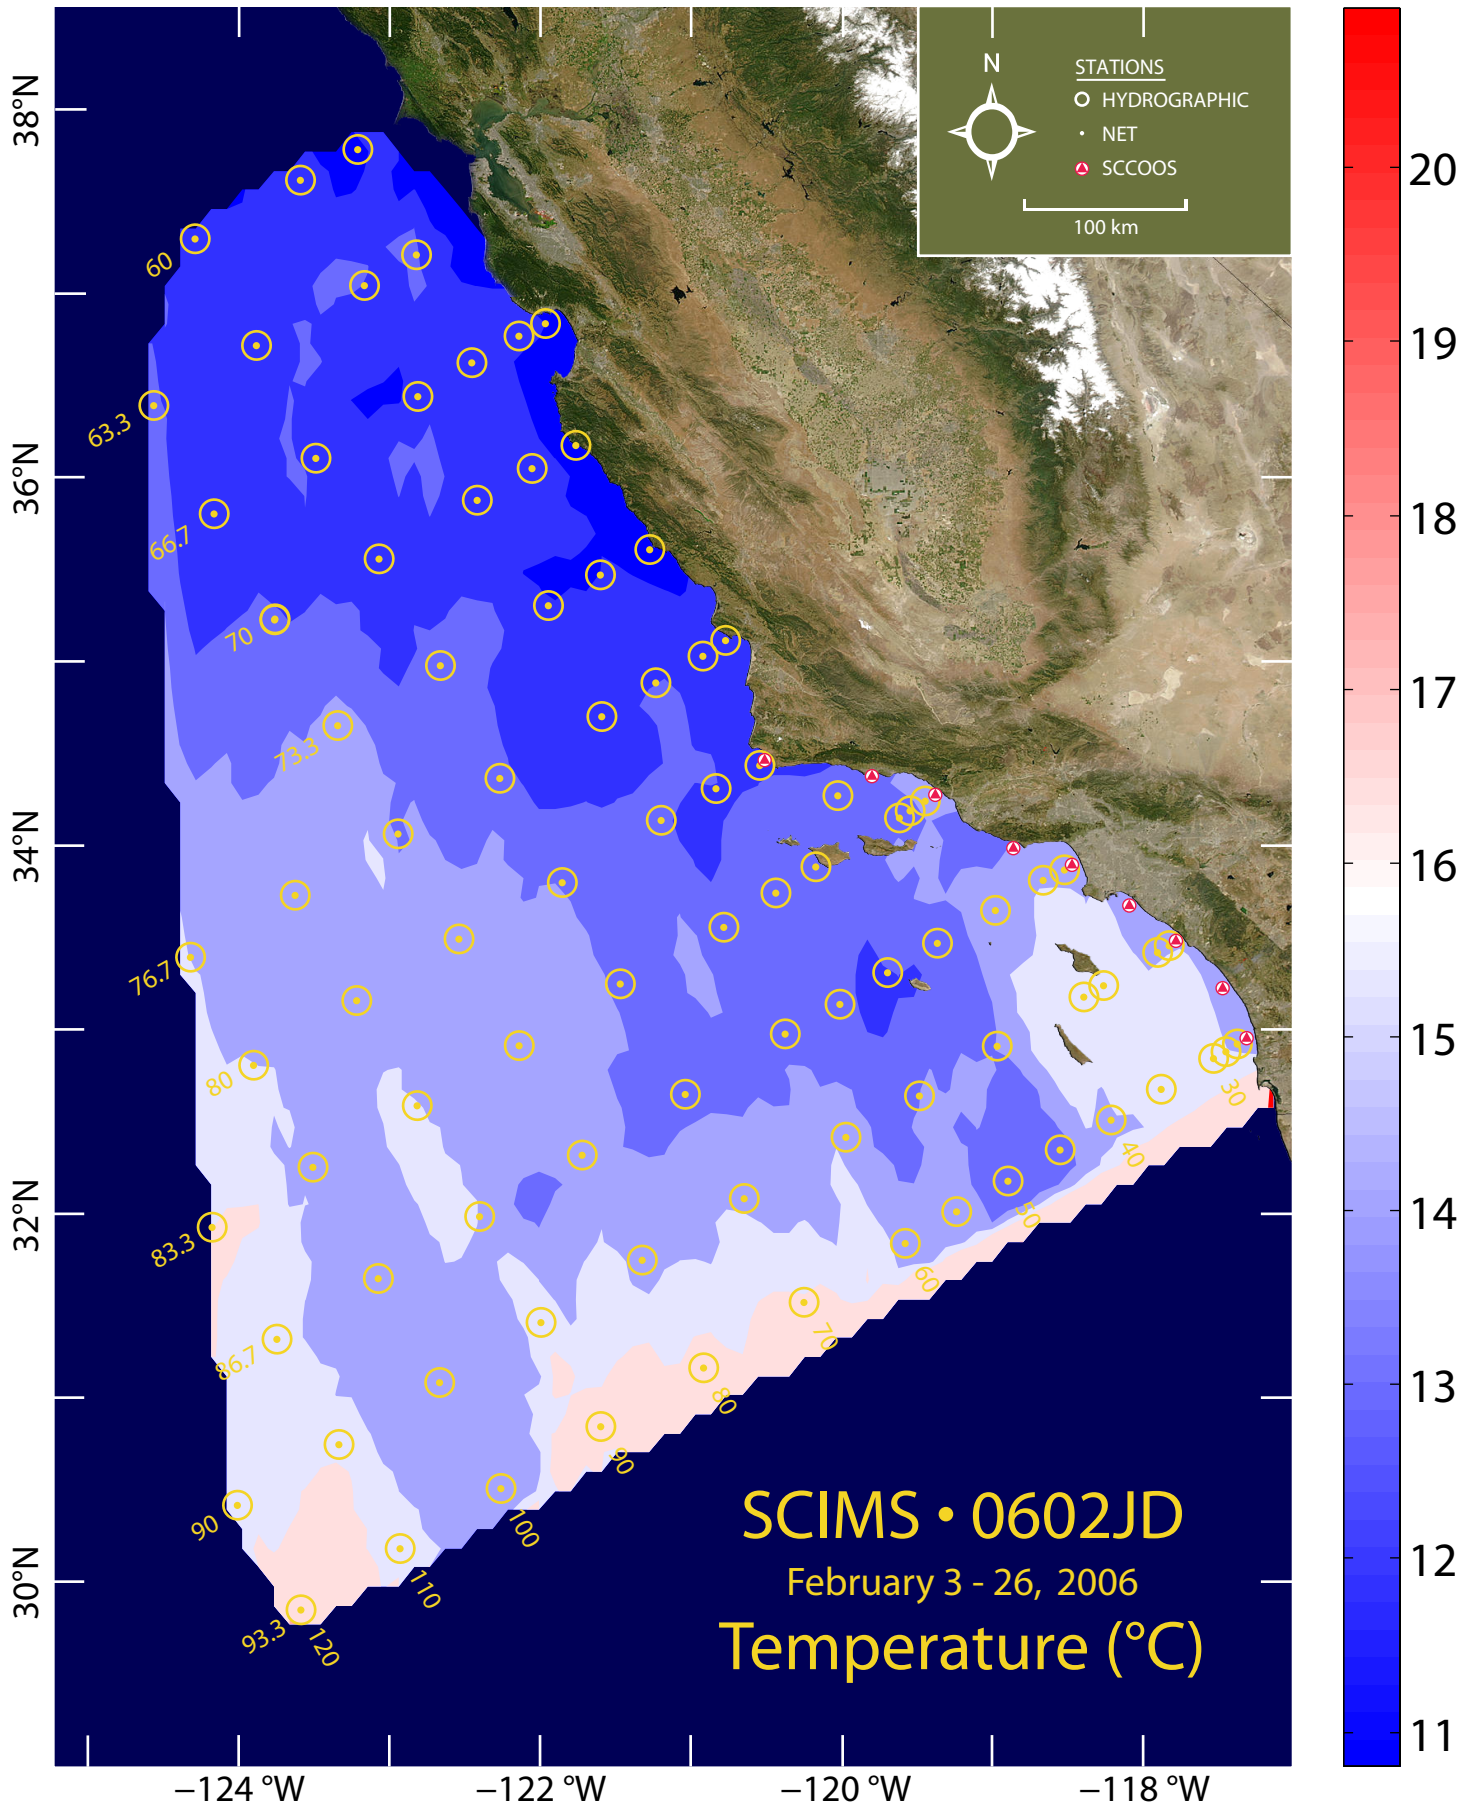 N
STATIONS
HYDROGRAPHIC
NET
SCCOOS
100 km
38°N
36°N
34°N
32°N
30°N
60
63.3
66.7
70
73.3
76.7
80
83.3
86.7
90
93.3
30
40
50
60
70
80
90
100
110
120
SCIMS • 0602JD
February 3 - 26, 2006
Temperature (°C)
−124 °W
−122 °W
−120 °W
−118 °W
20
19
18
17
16
15
14
13
12
11